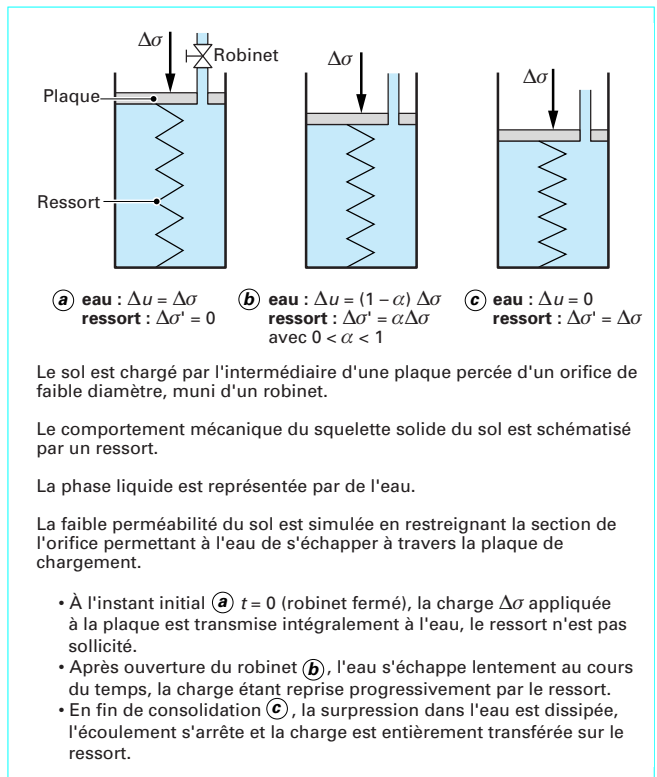 Δσ
Robinet
Δσ
Δσ
Plaque
Ressort
a eau : Δu = Δσ
ressort : Δσ' = 0
b eau : Δu = (1 – α) Δσ
ressort : Δσ' = αΔσ
avec 0 < α < 1
c eau : Δu = 0
ressort : Δσ' = Δσ
Le sol est chargé par l'intermédiaire d'une plaque percée d'un orifice de
faible diamètre, muni d'un robinet.
Le comportement mécanique du squelette solide du sol est schématisé
par un ressort.
La phase liquide est représentée par de l'eau.
La faible perméabilité du sol est simulée en restreignant la section de
l'orifice permettant à l'eau de s'échapper à travers la plaque de
chargement.
• À l'instant initial a t = 0 (robinet fermé), la charge Δσ appliquée
à la plaque est transmise intégralement à l'eau, le ressort n'est pas
sollicité.
• Après ouverture du robinet b, l'eau s'échappe lentement au cours
du temps, la charge étant reprise progressivement par le ressort.
• En fin de consolidation c, la surpression dans l'eau est dissipée,
l'écoulement s'arrête et la charge est entièrement transférée sur le
ressort.